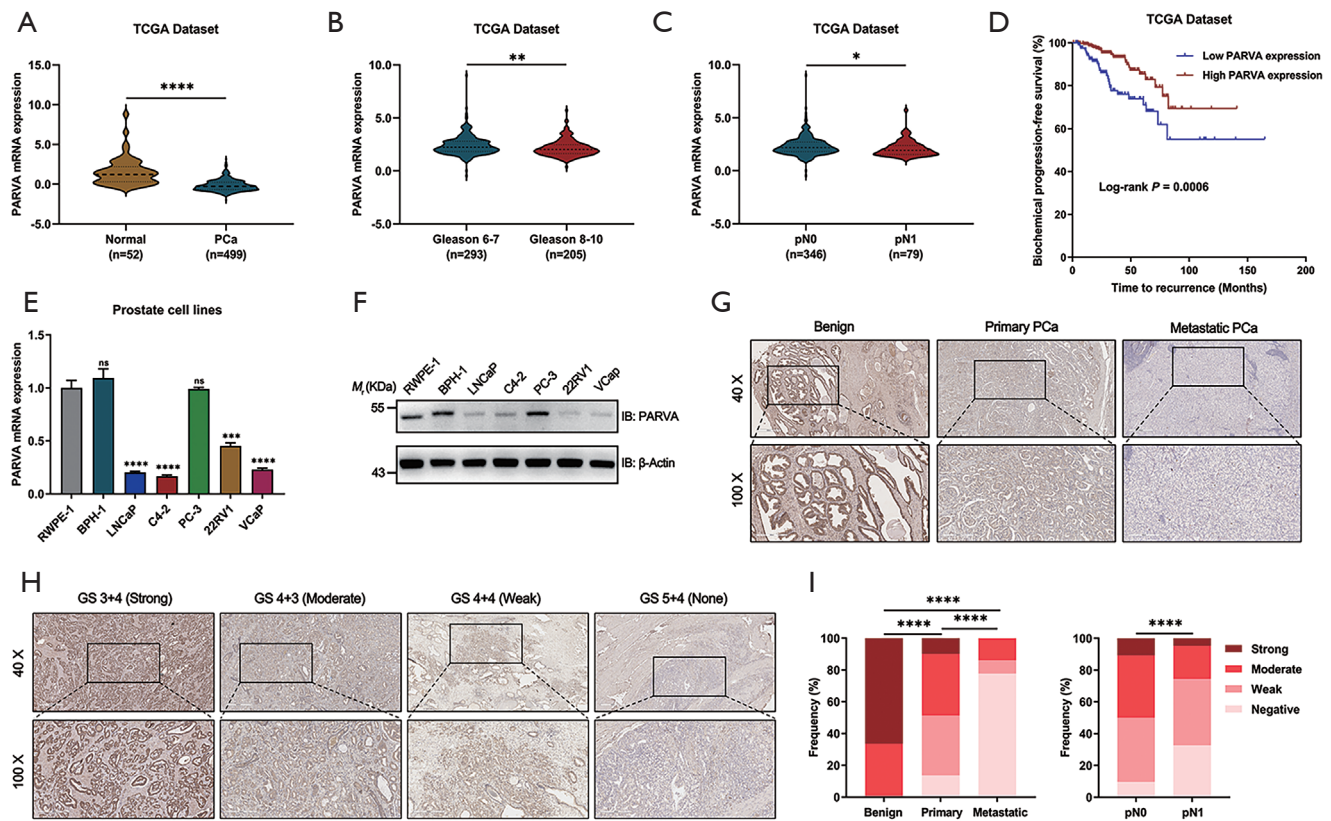 A
TCGA Dataset
PARVA mRNA expression
15.0
10.0
5.0
0.0
-5.0
****
Normal
(n=52)
PCa
(n=499)
B
TCGA Dataset
PARVA mRNA expression
10.0
5.0
0.0
-5.0
**
Gleason 6-7
(n=293)
Gleason 8-10
(n=205)
C
TCGA Dataset
PARVA mRNA expression
10.0
5.0
0.0
-5.0
*
pN0
(n=346)
pN1
(n=79)
D
TCGA Dataset
Biochemical progression-free survival (%)
100
80
60
40
20
0
Low PARVA expression
High PARVA expression
Log-rank P = 0.0006
0
50
100
150
200
Time to recurrence (Months)
E
Prostate cell lines
PARVA mRNA expression
1.5
1.0
0.5
0.0
ns
****
****
ns
***
****
RWPE-1
BPH-1
LNCaP
C4-2
PC-3
22RV1
VCaP
F
RWPE-1
BPH-1
LNCaP
C4-2
PC-3
22RV1
VCap
Mr(KDa)
55
IB: PARVA
43
IB: β-Actin
G
Benign
Primary PCa
Metastatic PCa
40 X
100 X
H
GS 3+4 (Strong)
GS 4+3 (Moderate)
GS 4+4 (Weak)
GS 5+4 (None)
40 X
100 X
I
****
****
****
Frequency (%)
100
80
60
40
20
0
Benign
Primary
Metastatic
****
Frequency (%)
100
80
60
40
20
0
pN0
pN1
Strong
Moderate
Weak
Negative